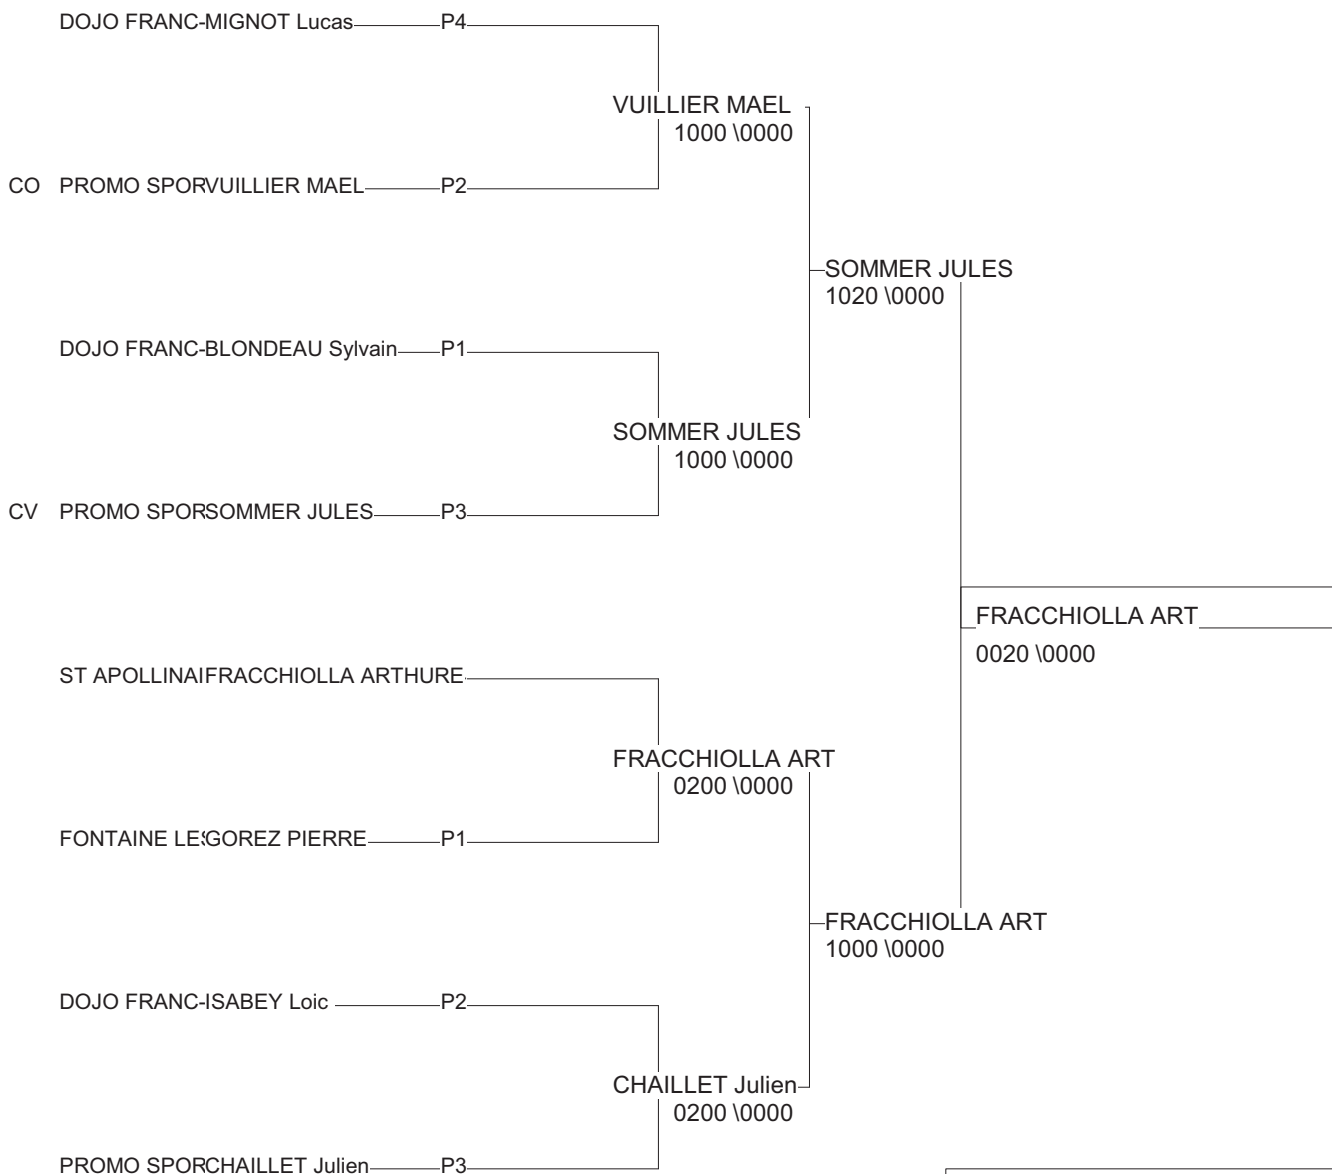 DOJO FRANC-MIGNOT Lucas P4
VUILLIER MAEL
1000 \0000
CO PROMO SPORVUILLIER MAEL P2
SOMMER JULES
1020 \0000
DOJO FRANC-BLONDEAU Sylvain P1
SOMMER JULES
1000 \0000
CV PROMO SPORSOMMER JULES P3
FRACCHIOLLA ART
0020 \0000
ST APOLLINAIFRACCHIOLLA ARTHURE
FRACCHIOLLA ART
0200 \0000
FONTAINE LESGOREZ PIERRE P1
FRACCHIOLLA ART
1000 \0000
DOJO FRANC-ISABEY Loic P2
CHAILLET Julien
0200 \0000
PROMO SPORCHAILLET Julien P3